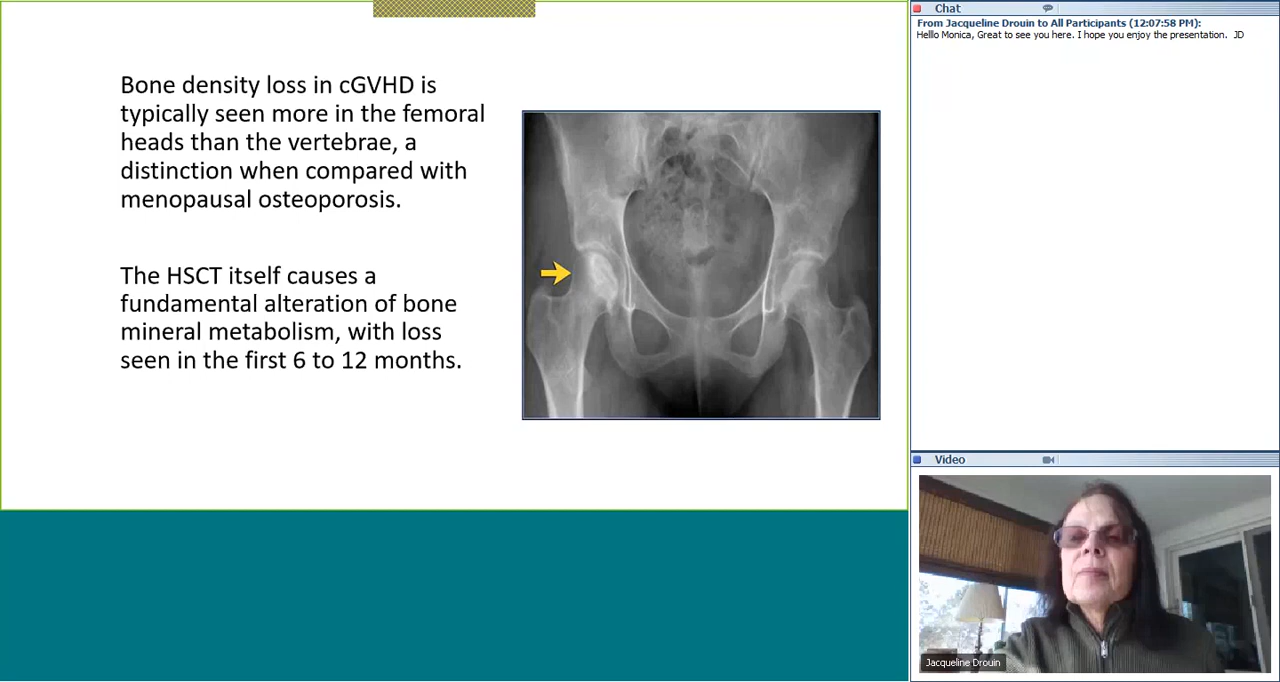 Bone density loss in cGVHD is
typically seen more in the femoral
heads than the vertebrae, a
distinction when compared with
menopausal osteoporosis.
The HSCT itself causes a
fundamental alteration of bone
mineral metabolism, with loss
seen in the first 6 to 12 months.
Chat
From Jacqueline Drouin to All Participants (12:07:58 PM):
Helllo Monica, Great to see you here. I hope you enjoy the presentation. JD
Video
Jacqueline Drouin